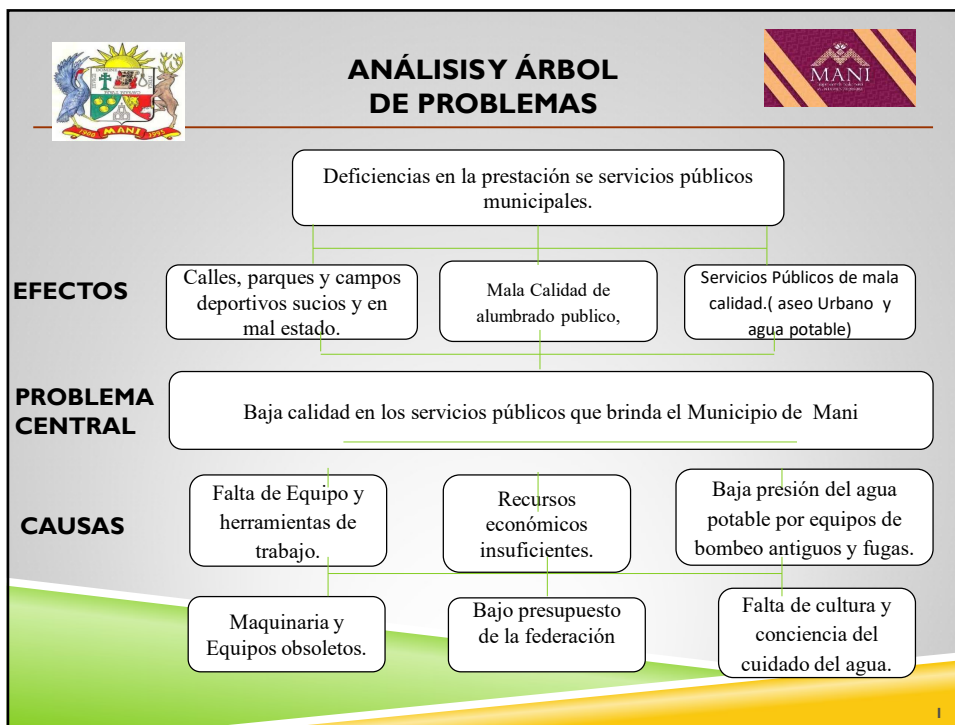 ANÁLISIS Y ÁRBOL
DE PROBLEMAS
MANI
1900 MANI 1995
Deficiencias en la prestación se servicios públicos
municipales.
EFECTOS
Calles, parques y campos
deportivos sucios y en
mal estado.
Mala Calidad de
alumbrado publico,
Servicios Públicos de mala
calidad.( aseo Urbano y
agua potable)
PROBLEMA
CENTRAL
Baja calidad en los servicios públicos que brinda el Municipio de Mani
CAUSAS
Falta de Equipo y
herramientas de
trabajo.
Recursos
económicos
insuficientes.
Baja presión del agua
potable por equipos de
bombeo antiguos y fugas.
Maquinaria y
Equipos obsoletos.
Bajo presupuesto
de la federación
Falta de cultura y
conciencia del
cuidado del agua.
1